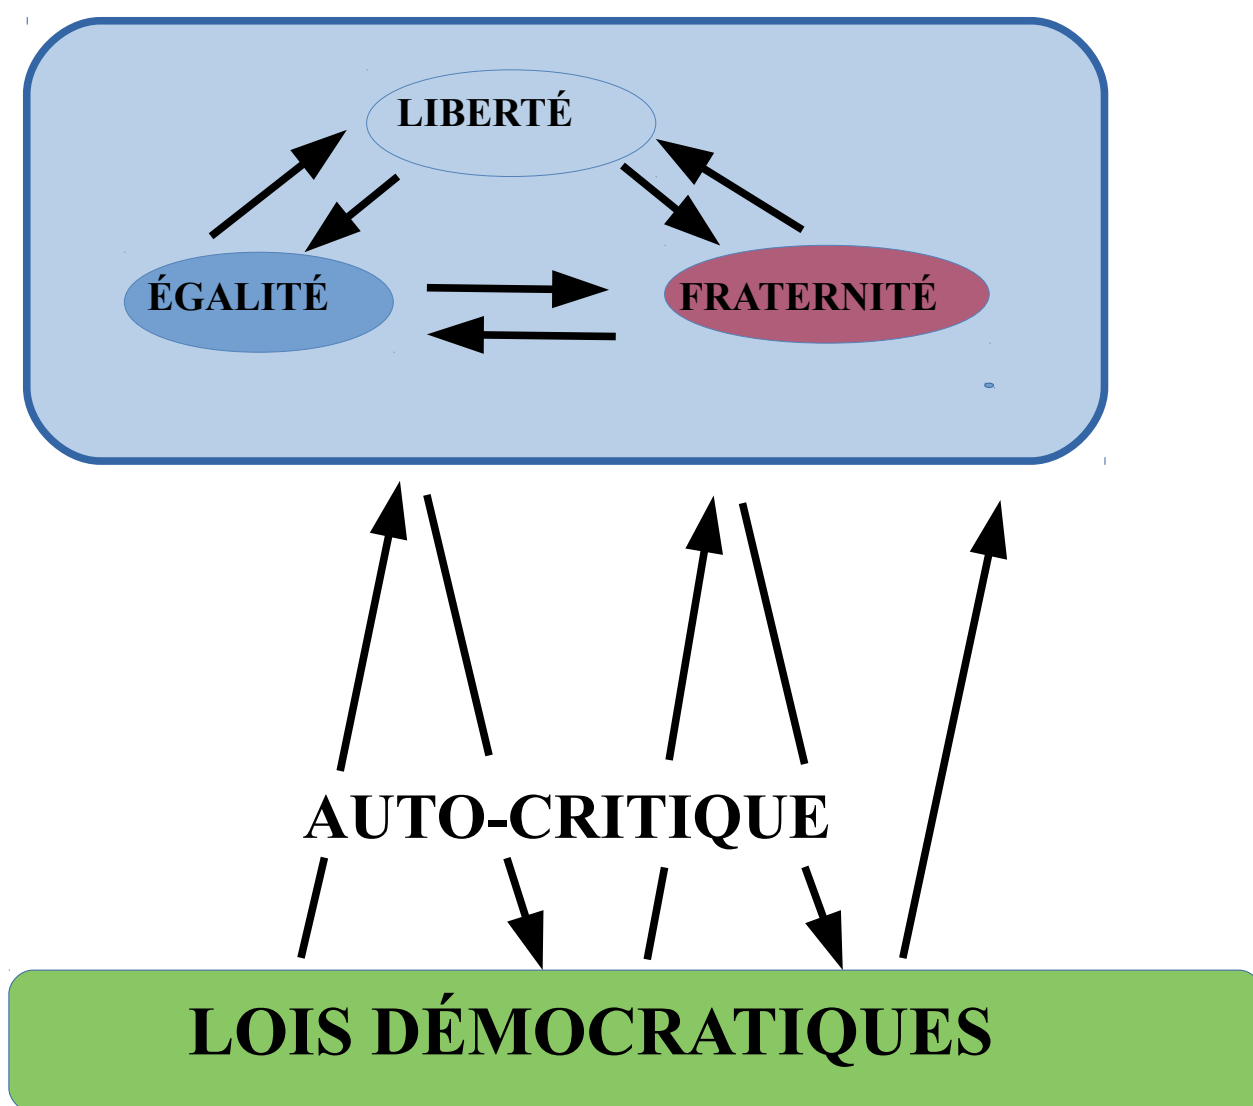 LIBERTÉ
ÉGALITÉ
FRATERNITÉ
AUTO-CRITIQUE
LOIS DÉMOCRATIQUES